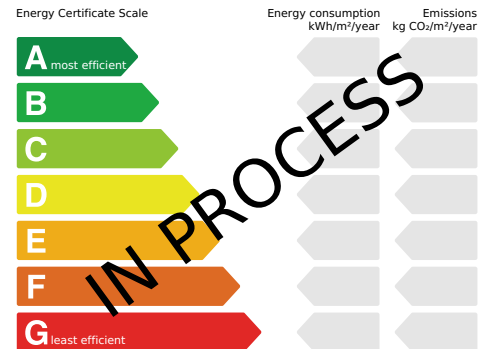 Energy Certificate Scale
Energy consumption
kWh/m²/year
Emissions
kg CO₂/m²/year
A most efficient
B
C
D
E
F
G least efficient
IN PROCESS